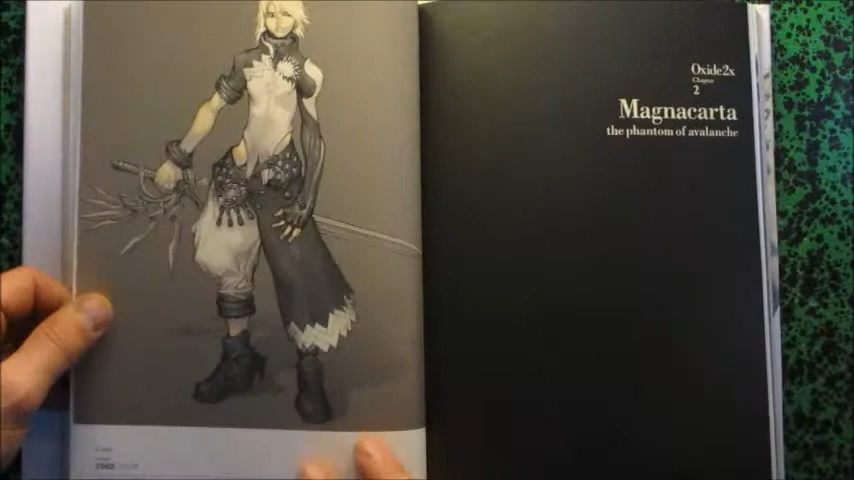 Oxide2x
Chapter
2
Magnacarta
the phantom of avalanche